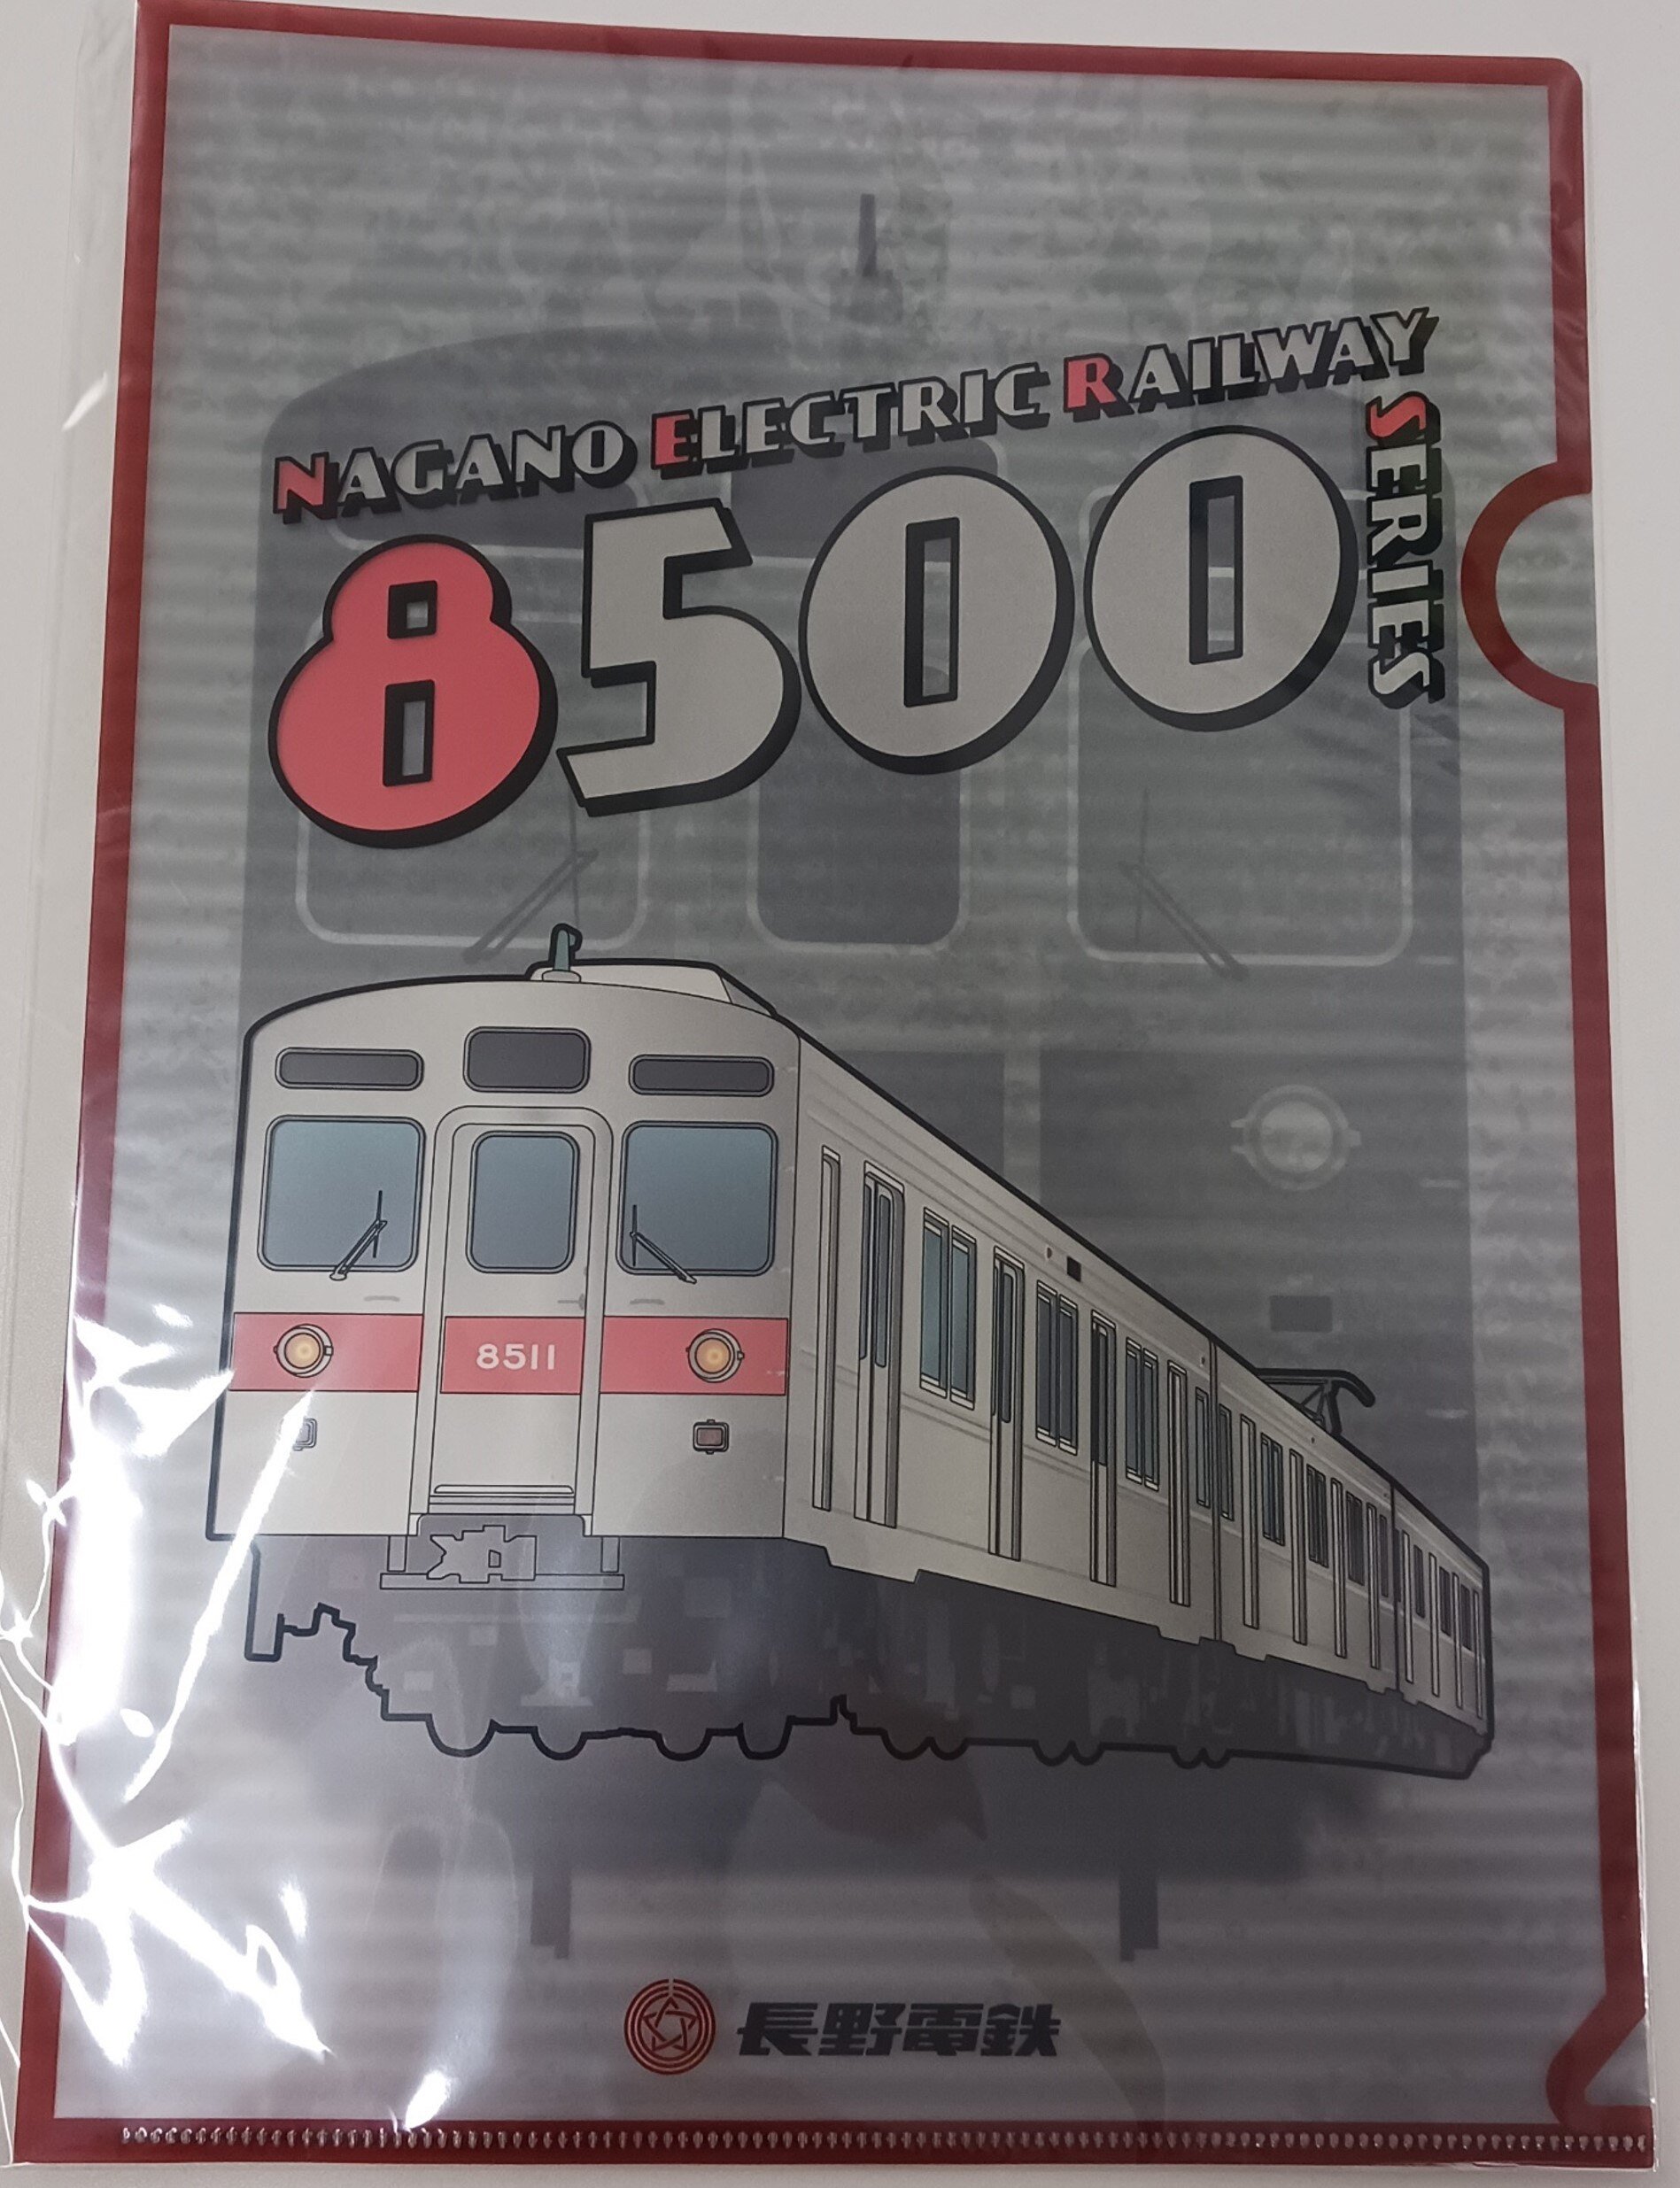 NAGANO ELECTRIC RAILWAY
SERIES
8500
8511
長野電鉄